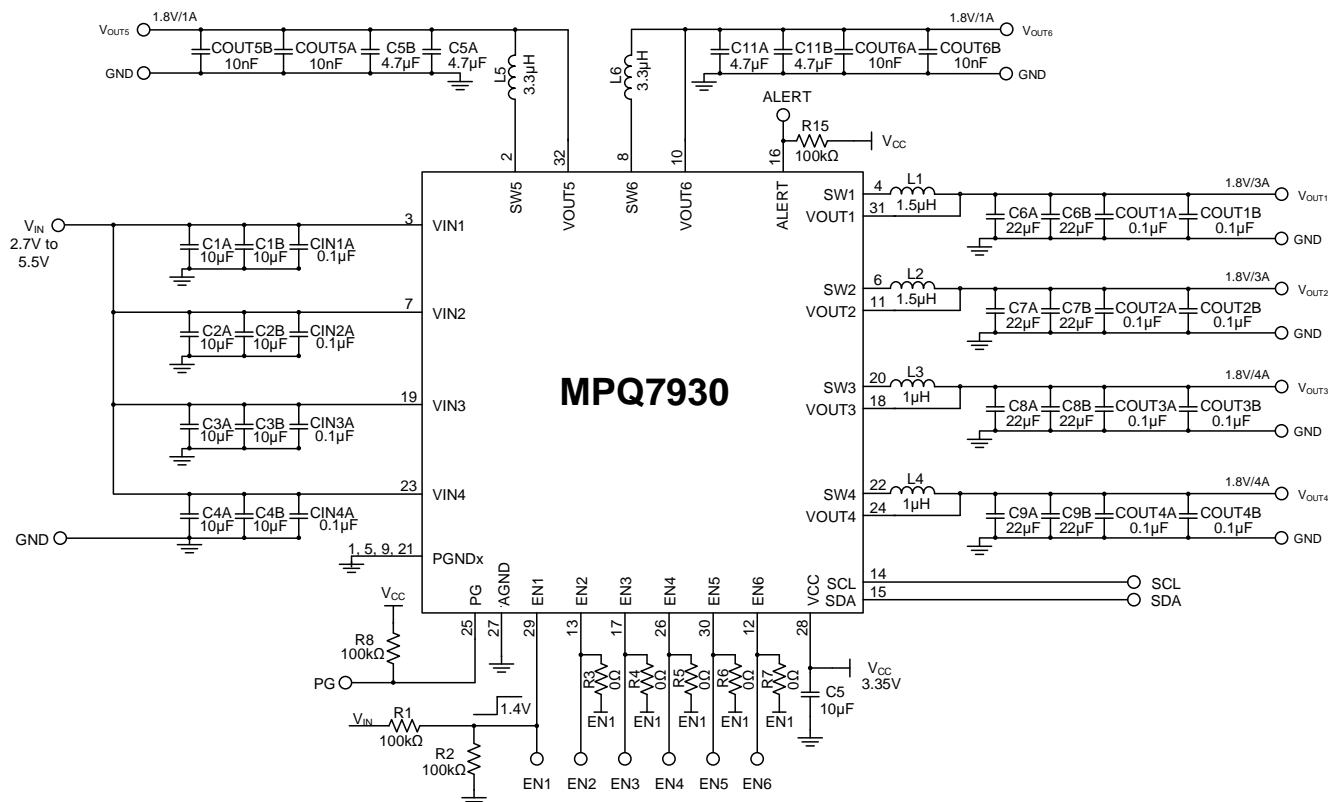 1.8V/1A
VOUT5
COUT5B
10nF
COUT5A
10nF
C5B
4.7µF
C5A
4.7µF
GND
L5
3.3µH
L6
3.3µH
1.8V/1A
VOUT6
C11A
4.7µF
C11B
4.7µF
COUT6A
10nF
COUT6B
10nF
GND
ALERT
R15
100kΩ
VCC
2
32
8
10
16
SW5
VOUT5
SW6
VOUT6
ALERT
VIN
2.7V to
5.5V
3
VIN1
C1A
10µF
C1B
10µF
CIN1A
0.1µF
7
VIN2
C2A
10µF
C2B
10µF
CIN2A
0.1µF
19
VIN3
C3A
10µF
C3B
10µF
CIN3A
0.1µF
23
VIN4
C4A
10µF
C4B
10µF
CIN4A
0.1µF
GND
1, 5, 9, 21
PGNDx
MPQ7930
SW1
4
L1
1.5µH
VOUT1
31
1.8V/3A
VOUT1
C6A
22µF
C6B
22µF
COUT1A
0.1µF
COUT1B
0.1µF
GND
SW2
6
L2
1.5µH
VOUT2
11
1.8V/3A
VOUT2
C7A
22µF
C7B
22µF
COUT2A
0.1µF
COUT2B
0.1µF
GND
SW3
20
L3
1µH
VOUT3
18
1.8V/4A
VOUT3
C8A
22µF
C8B
22µF
COUT3A
0.1µF
COUT3B
0.1µF
GND
SW4
22
L4
1µH
VOUT4
24
1.8V/4A
VOUT4
C9A
22µF
C9B
22µF
COUT4A
0.1µF
COUT4B
0.1µF
GND
SCL
14
SCL
SDA
15
SDA
PG
AGND
EN1
EN2
EN3
EN4
EN5
EN6
VCC
25
27
29
13
17
26
30
12
28
VCC
R8
100kΩ
PG
1.4V
VIN
R1
100kΩ
R2
100kΩ
R3
0Ω
EN1
R4
0Ω
EN1
R5
0Ω
EN1
R6
0Ω
EN1
R7
0Ω
EN1
VCC
3.35V
C5
10µF
EN1
EN2
EN3
EN4
EN5
EN6